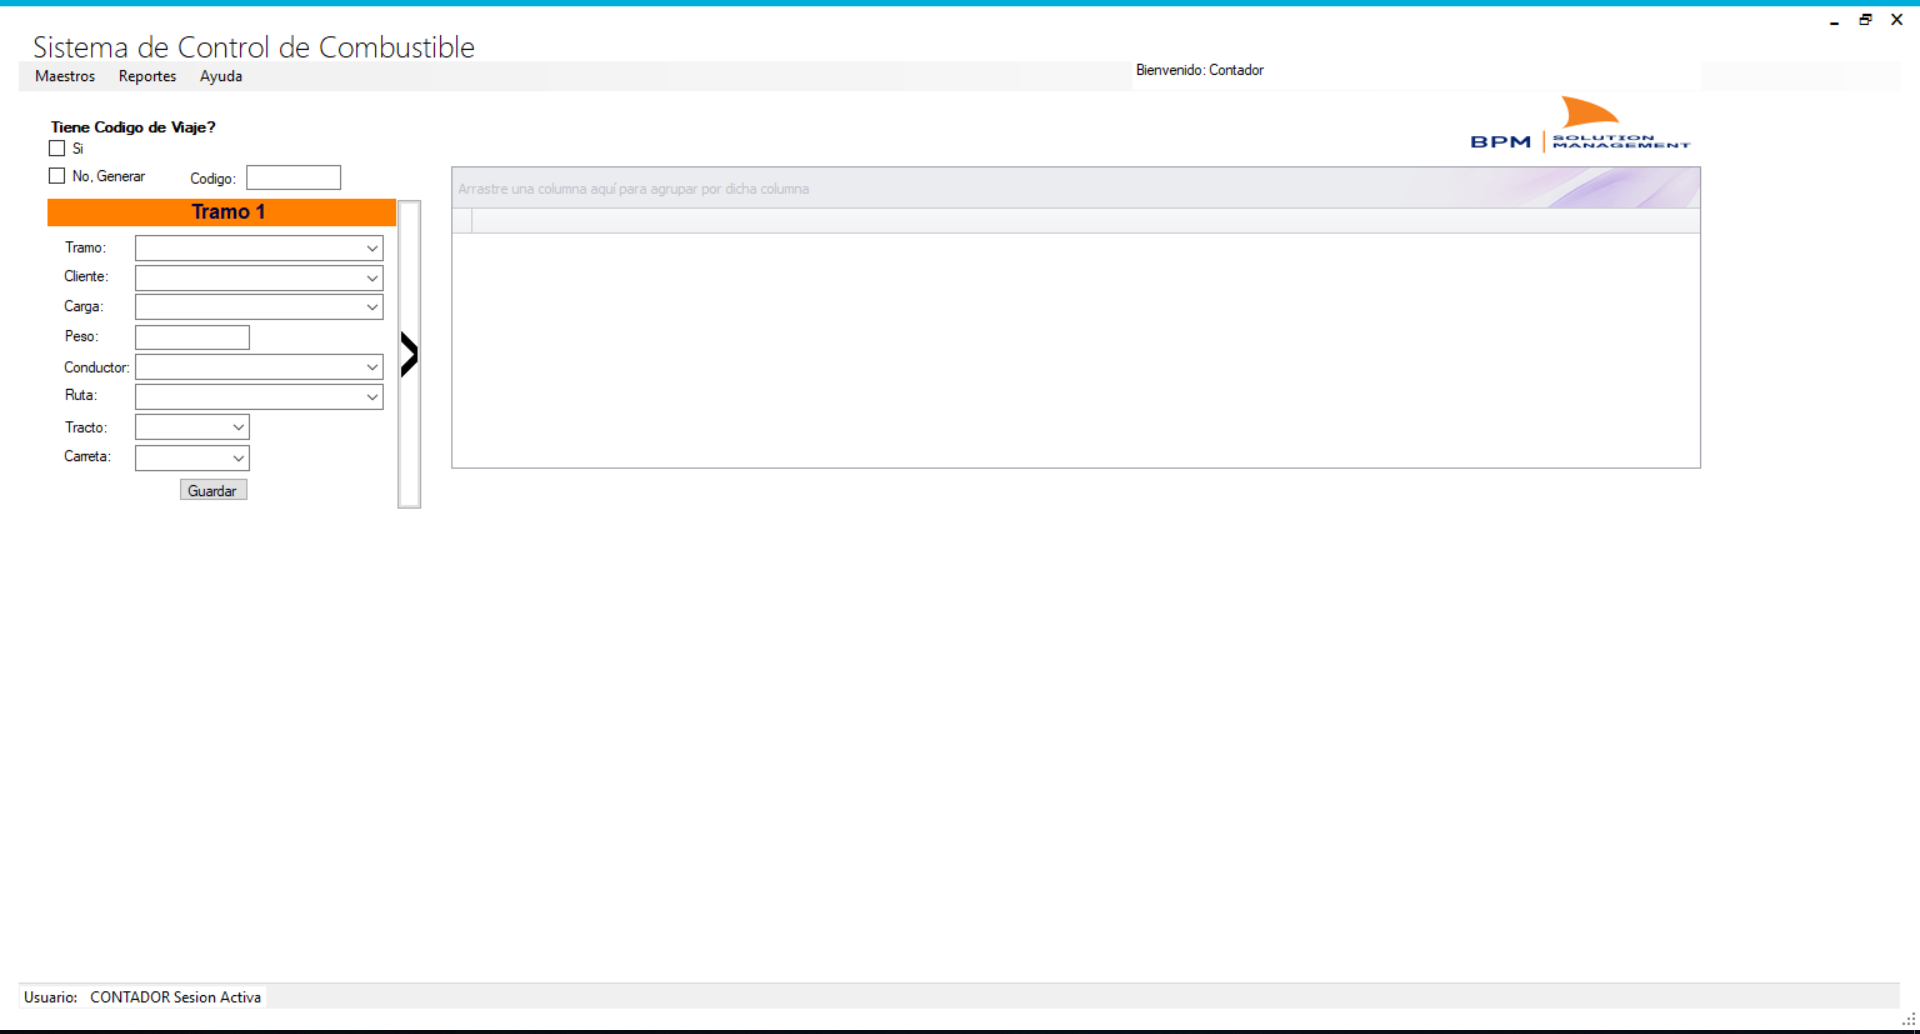 Sistema de Control de Combustible
Maestros Reportes Ayuda
Bienvenido: Contador
BPM SOLUTION MANAGEMENT
Tiene Codigo de Viaje?
Si
No, Generar
Codigo:
Arrastre una columna aquí para agrupar por dicha columna
Tramo 1
Tramo:
Cliente:
Carga:
Peso:
Conductor:
Ruta:
Tracto:
Carreta:
Guardar
Usuario: CONTADOR Sesion Activa